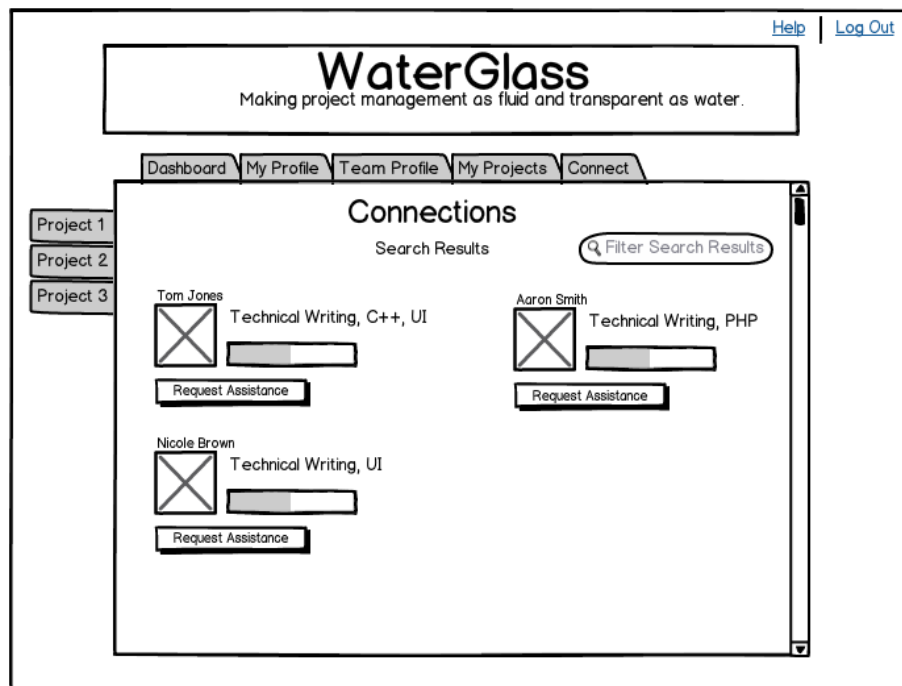 Help
Log Out
WaterGlass
Making project management as fluid and transparent as water.
Dashboard
My Profile
Team Profile
My Projects
Connect
Project 1
Project 2
Project 3
Connections
Search Results
Filter Search Results
Tom Jones
Technical Writing, C++, UI
Request Assistance
Aaron Smith
Technical Writing, PHP
Request Assistance
Nicole Brown
Technical Writing, UI
Request Assistance